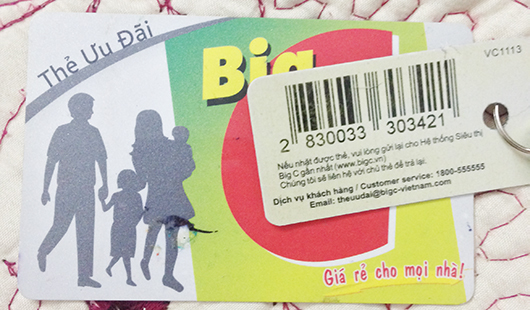 Thẻ Ưu Đãi
Big
C
VC1113
2 830033 303421
Nếu nhặt được thẻ, vui lòng gửi lại cho Hệ thống Siêu thị
Big C gần nhất (www.bigc.vn)
Chúng tôi sẽ liên hệ với chủ thẻ để trả lại.
Dịch vụ khách hàng / Customer service: 1800-555555
Email: theuudai@bigc-vietnam.com
Giá rẻ cho mọi nhà!